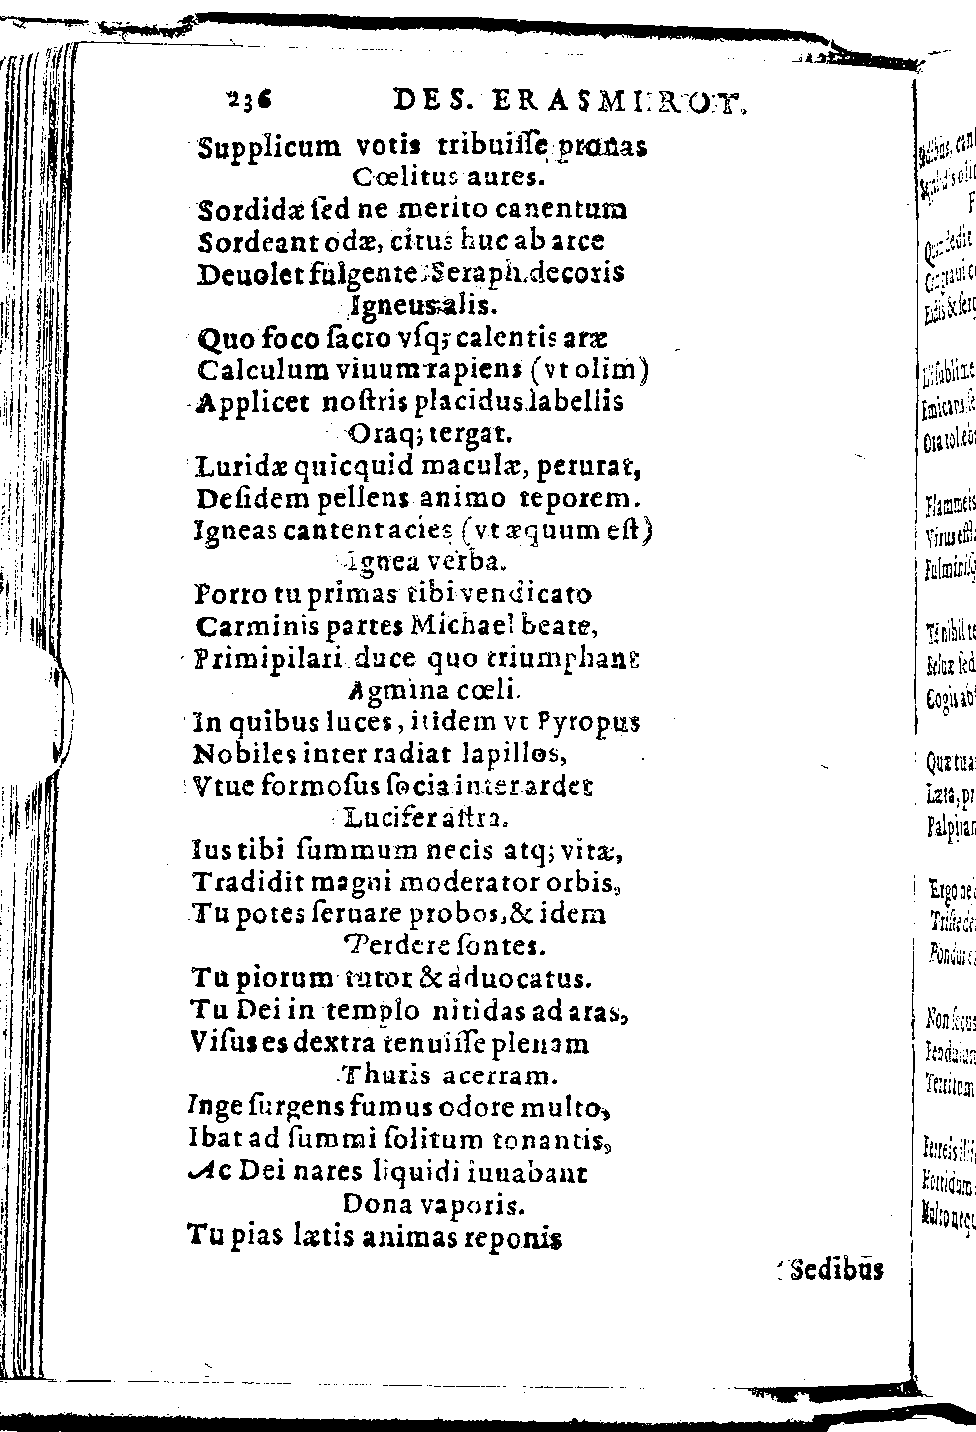 236 DES. ERASMI ROT.
Supplicum votis tribuiſſe pronas
Cœlitus aures.
Sordidæ ſed ne merito canentum
Sordeant odæ, citus huc ab arce
Deuolet fulgente Seraph decoris
Igneus alis.
Quo foco ſacro vſq; calentis aræ
Calculum viuum rapiens (vt olim)
Applicet noſtris placidus labellis
Oraq; tergat.
Luridæ quicquid maculæ, perurat,
Deſidem pellens animo teporem.
Igneas cantent acies (vt æquum eſt)
Ignea verba.
Porro tu primas tibi vendicato
Carminis partes Michael beate,
Primipilari duce quo triumphant
Agmina cœli.
In quibus luces, itidem vt Pyropus
Nobiles inter radiat lapillos,
Vtue formoſus ſocia inter ardet
Lucifer aſtra.
Ius tibi ſummum necis atq; vitæ,
Tradidit magni moderator orbis,
Tu potes ſeruare probos, & idem
Perdere ſontes.
Tu piorum tutor & aduocatus.
Tu Dei in templo nitidas ad aras,
Viſus es dextra tenuiſſe plenam
Thuris acerram.
Inge ſurgens fumus odore multo,
Ibat ad ſummi ſolitum tonantis,
Ac Dei nares liquidi iuuabant
Dona vaporis.
Tu pias lætis animas reponis
Sedibus